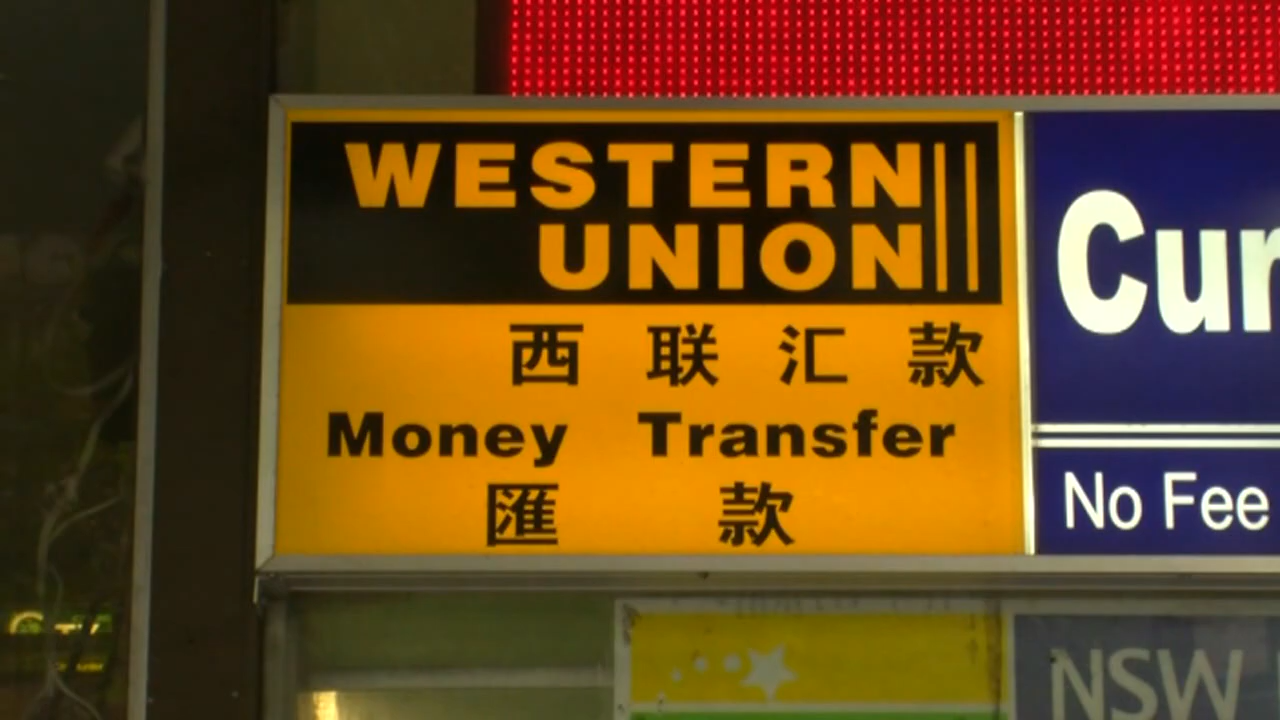 WESTERN
UNION
西联汇款
Money Transfer
匯款
Cur
No Fee
NSW